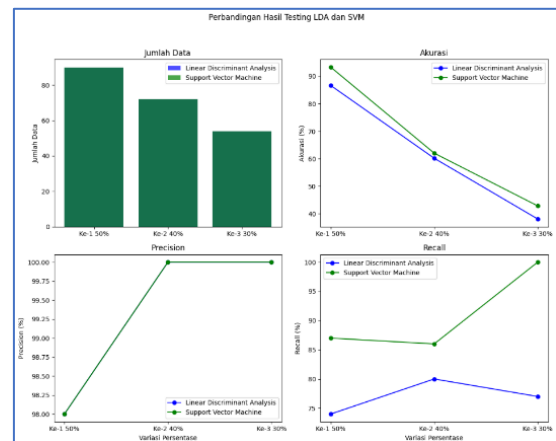 Perbandingan Hasil Testing LDA dan SVM
Jumlah Data
Linear Discriminant Analysis
Support Vector Machine
Jumlah Data
80
60
40
20
0
Ke-1 50%
Ke-2 40%
Ke-3 30%
Akurasi
Linear Discriminant Analysis
Support Vector Machine
Akurasi (%)
90
80
70
60
50
40
Ke-1 50%
Ke-2 40%
Ke-3 30%
Precision
Precision (%)
100.00
99.75
99.50
99.25
99.00
98.75
98.50
98.25
98.00
Linear Discriminant Analysis
Support Vector Machine
Ke-1 50%
Ke-2 40%
Ke-3 30%
Variasi Persentase
Recall
Linear Discriminant Analysis
Support Vector Machine
Recall (%)
100
95
90
85
80
75
Ke-1 50%
Ke-2 40%
Ke-3 30%
Variasi Persentase